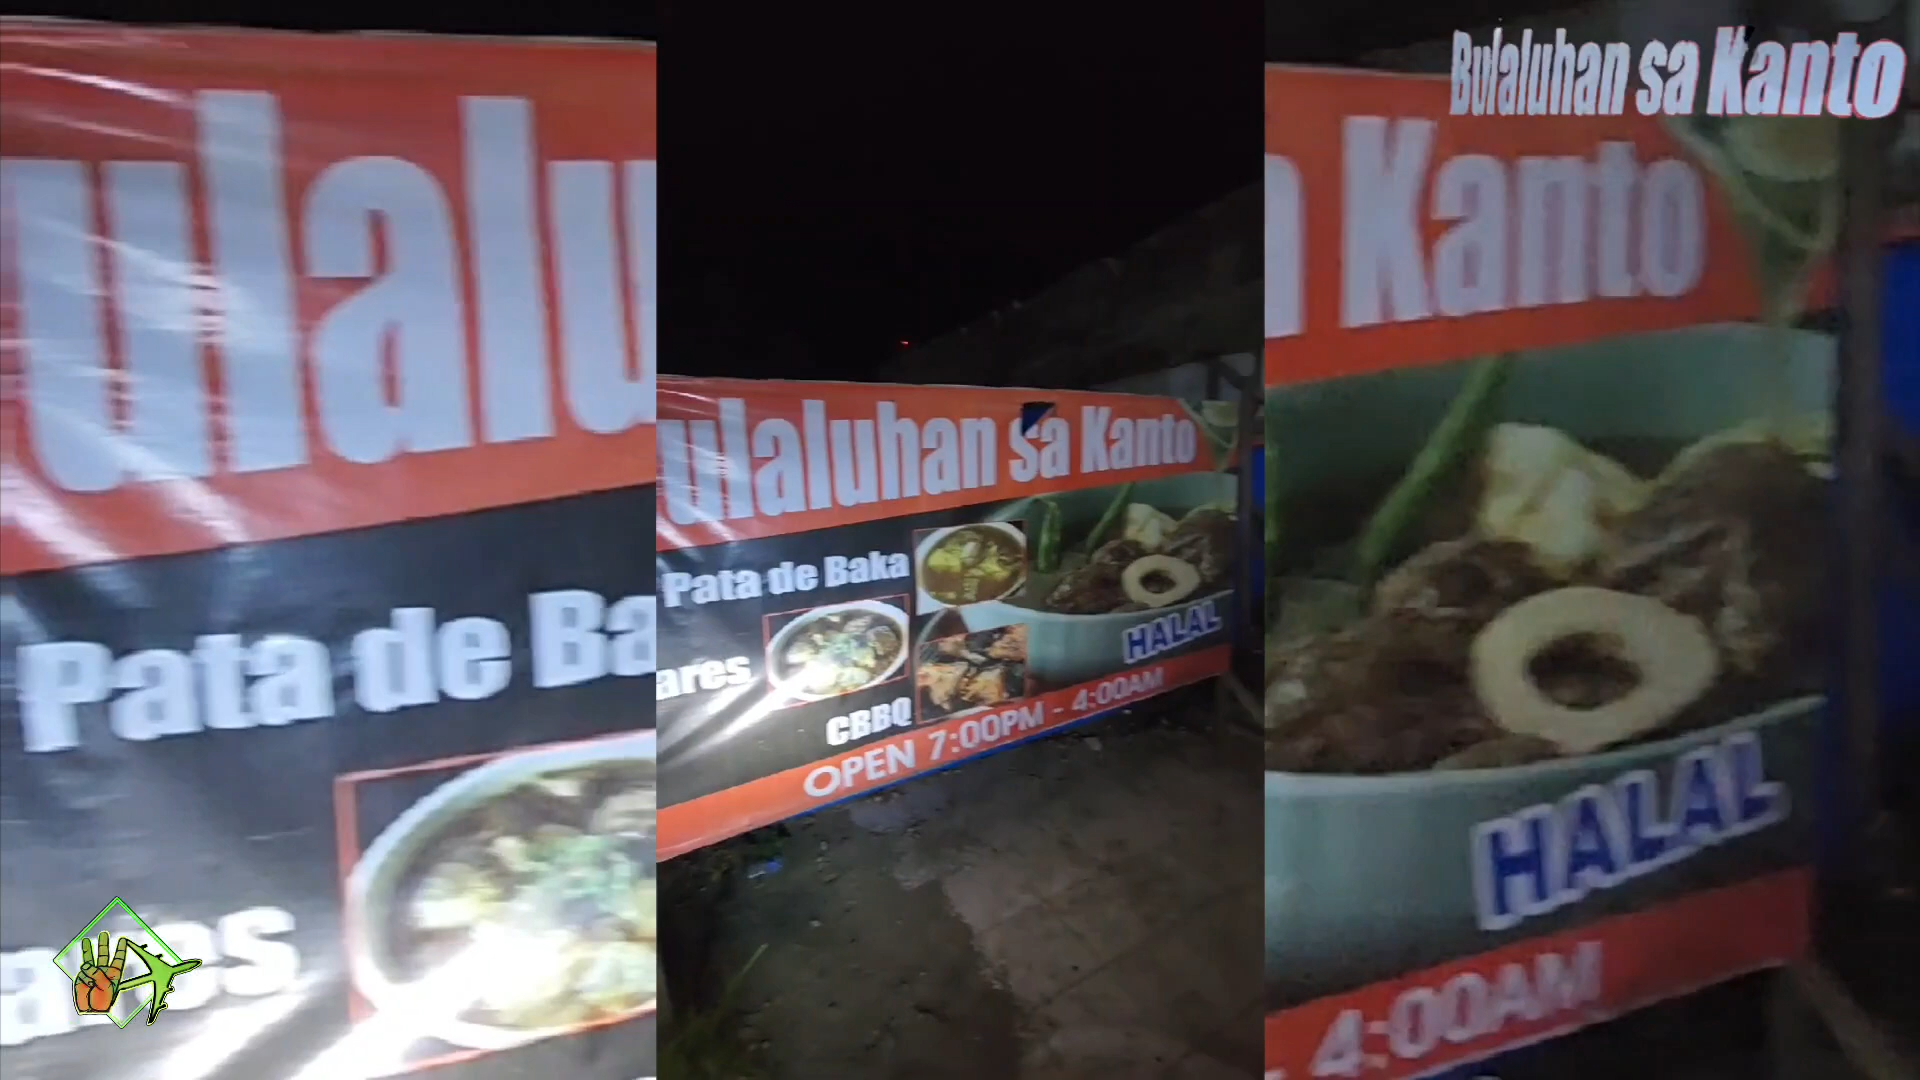 Bulaluhan sa Kanto
ulalu
Pata de Ba
ares
ulaluhan sa Kanto
Pata de Baka
ares
CBBQ
HALAL
OPEN 7:00PM - 4:00AM
n Kanto
HALAL
- 4:00AM